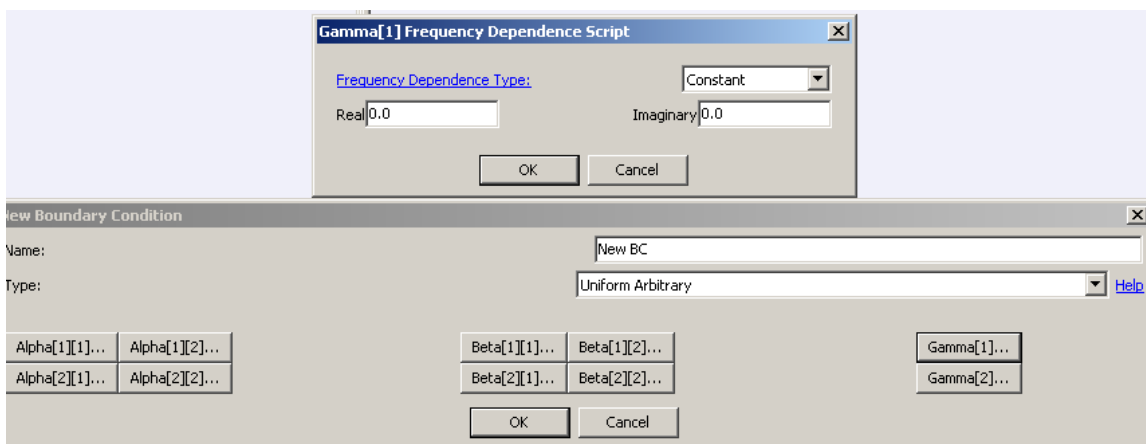 Gamma[1] Frequency Dependence Script
Frequency Dependence Type: Constant
Real 0.0 Imaginary 0.0
OK Cancel
New Boundary Condition
Name: New BC
Type: Uniform Arbitrary Help
Alpha[1][1]... Alpha[1][2]... Beta[1][1]... Beta[1][2]... Gamma[1]...
Alpha[2][1]... Alpha[2][2]... Beta[2][1]... Beta[2][2]... Gamma[2]...
OK Cancel